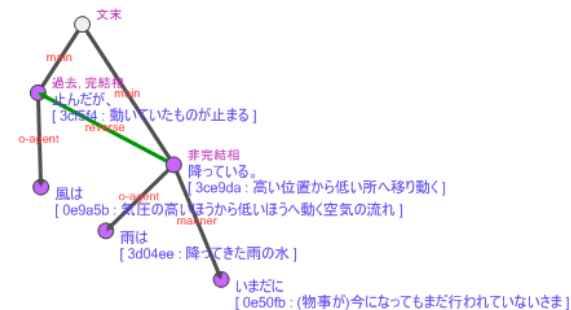 文末
main
過去, 完結相
main
止んだが、
[ 3cf5f4 : 動いていたものが止まる ]
reverse
o-agent
非完結相
降っている。
[ 3ce9da : 高い位置から低い所へ移り動く ]
風は
o-agent
[ 0e9a5b : 気圧の高いほうから低いほうへ動く空気の流れ ]
manner
雨は
[ 3d04ee : 降ってきた雨の水 ]
いまだに
[ 0e50fb : (物事が)今になってもまだ行われていないさま ]